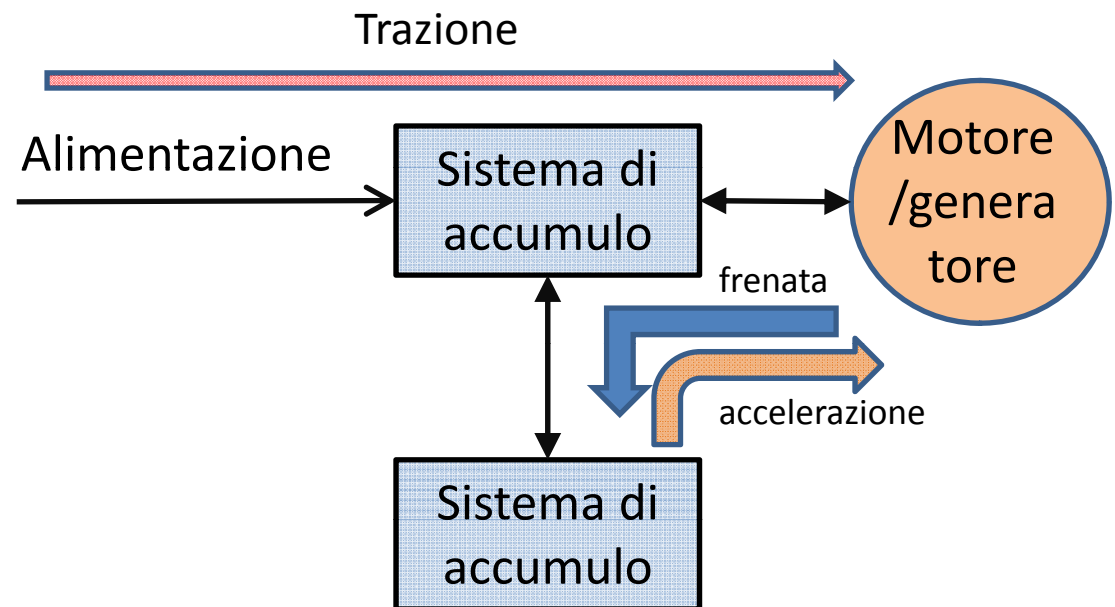 Trazione
Alimentazione
Sistema di
accumulo
Motore
/genera
tore
frenata
accelerazione
Sistema di
accumulo